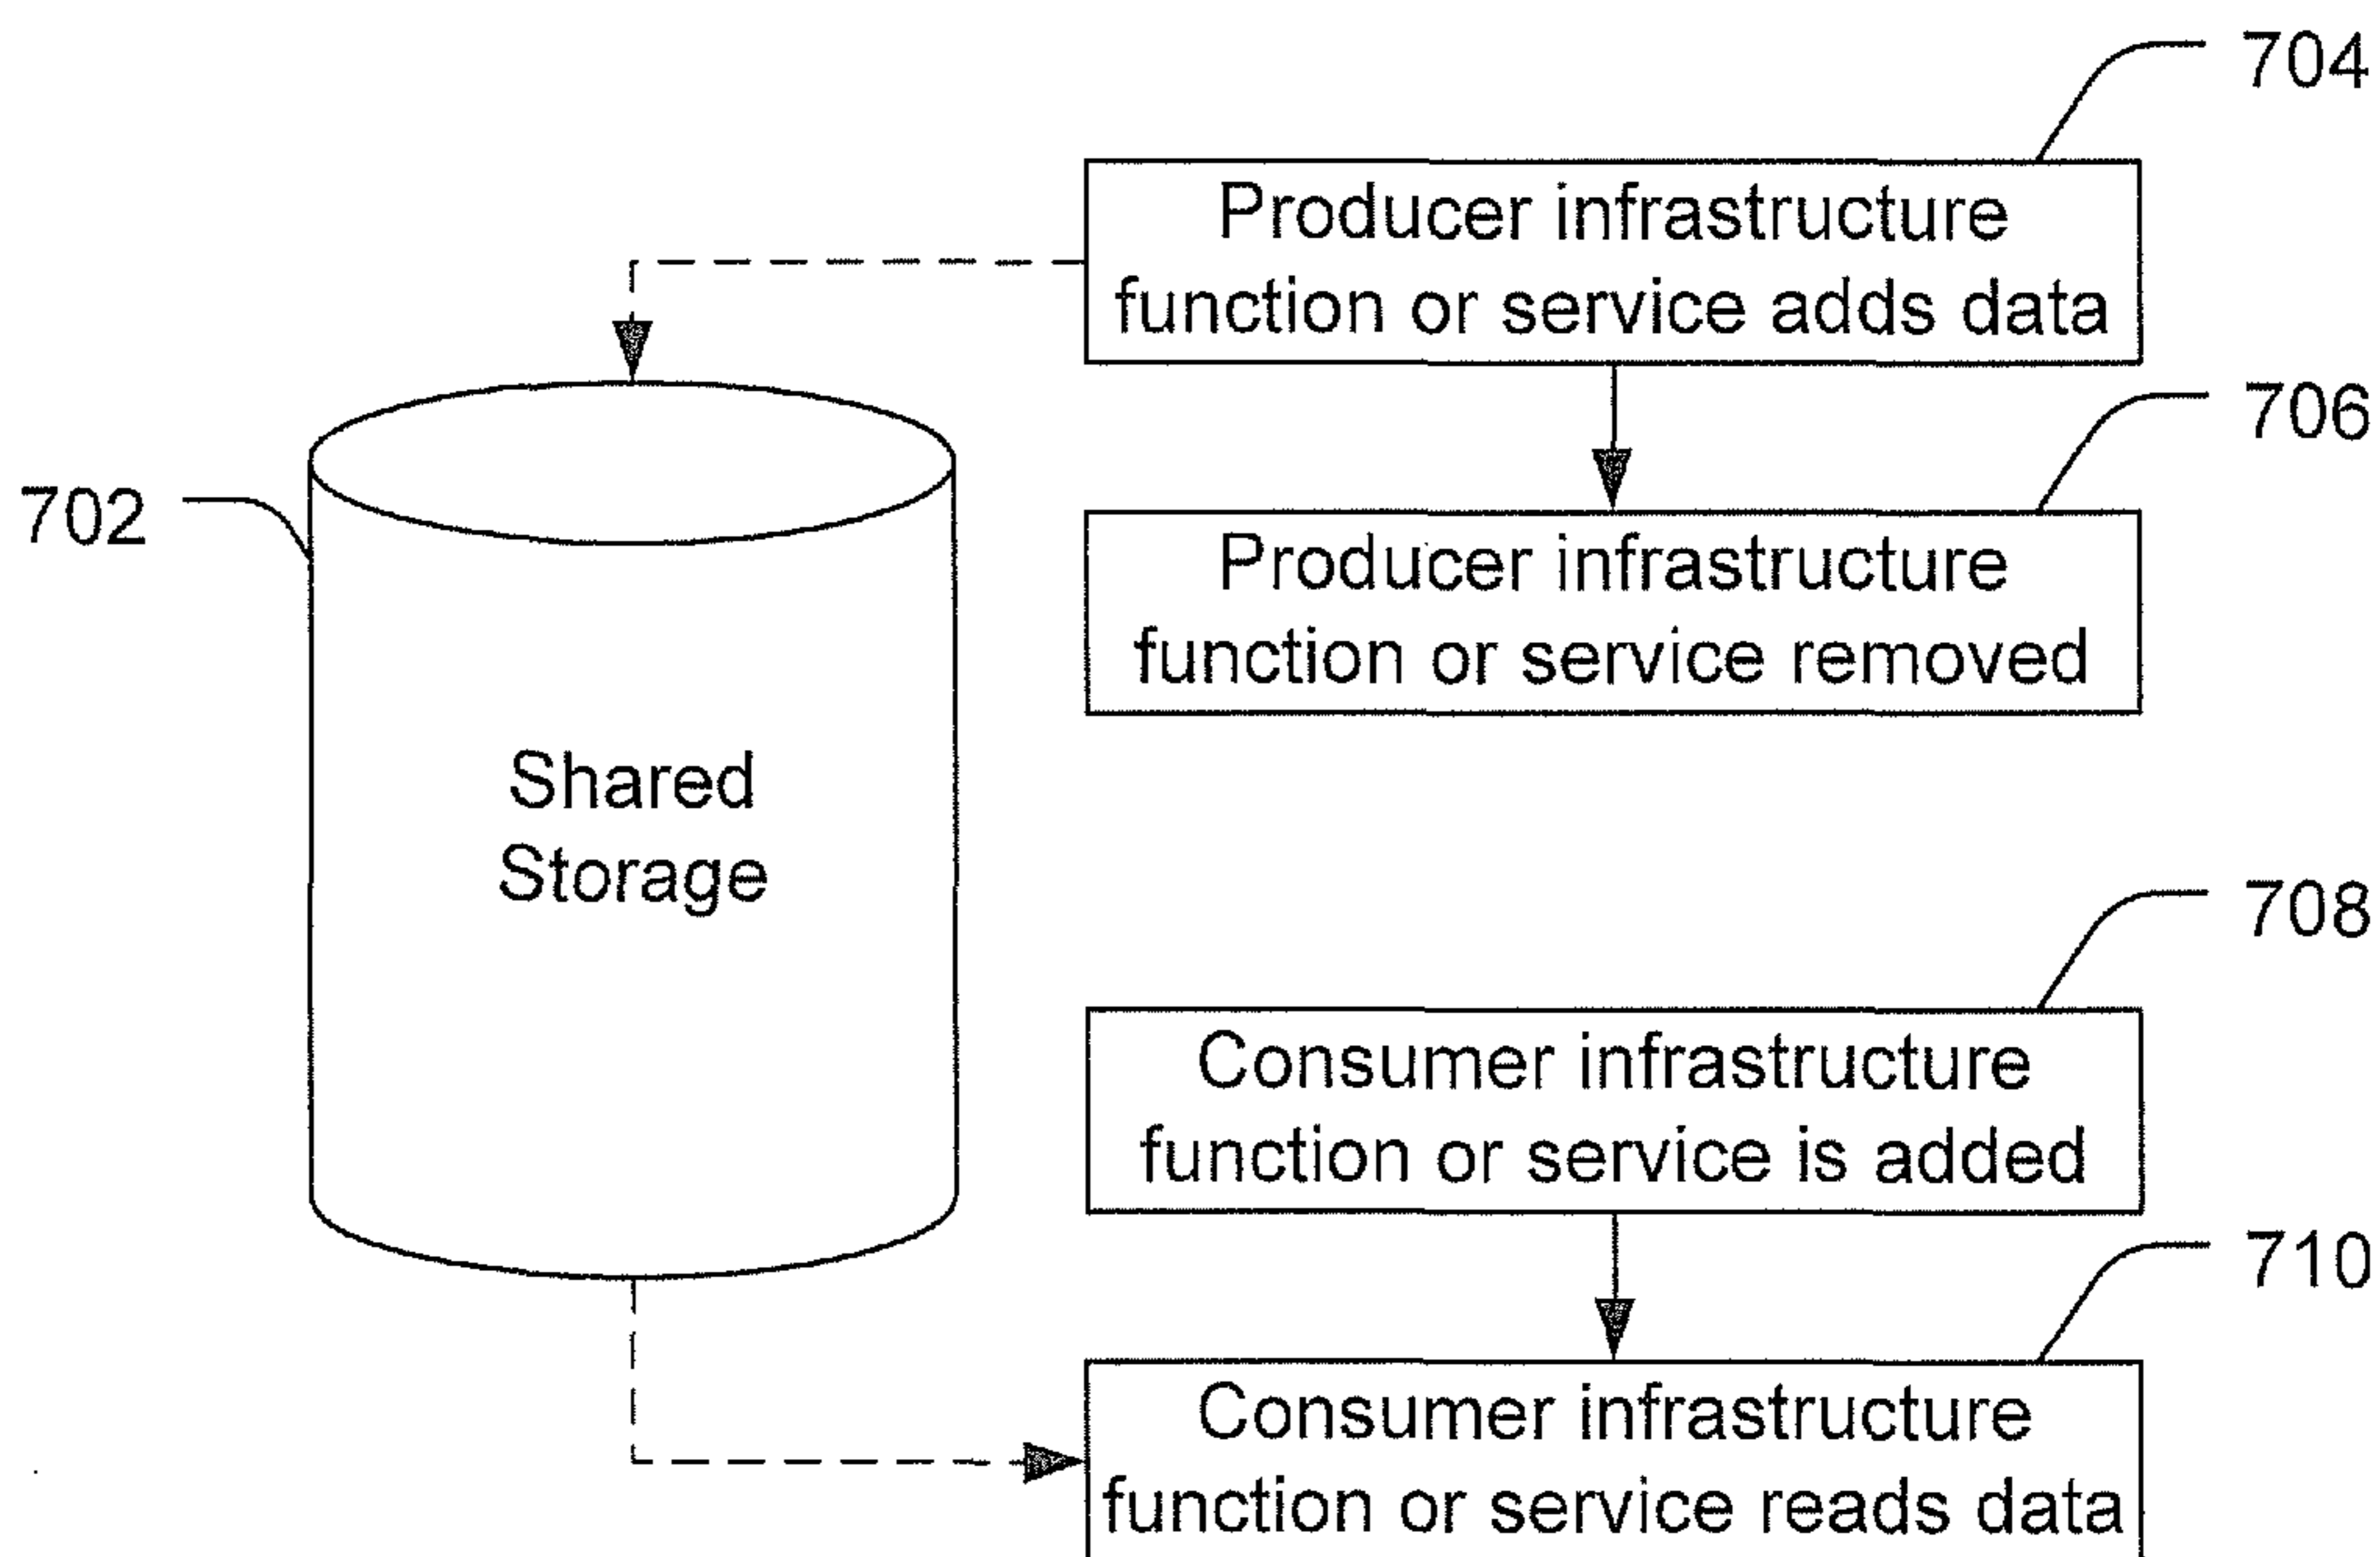 704
Producer infrastructure
function or service adds data
706
702
Producer infrastructure
function or service removed
Shared
Storage
708
Consumer infrastructure
function or service is added
710
Consumer infrastructure
function or service reads data